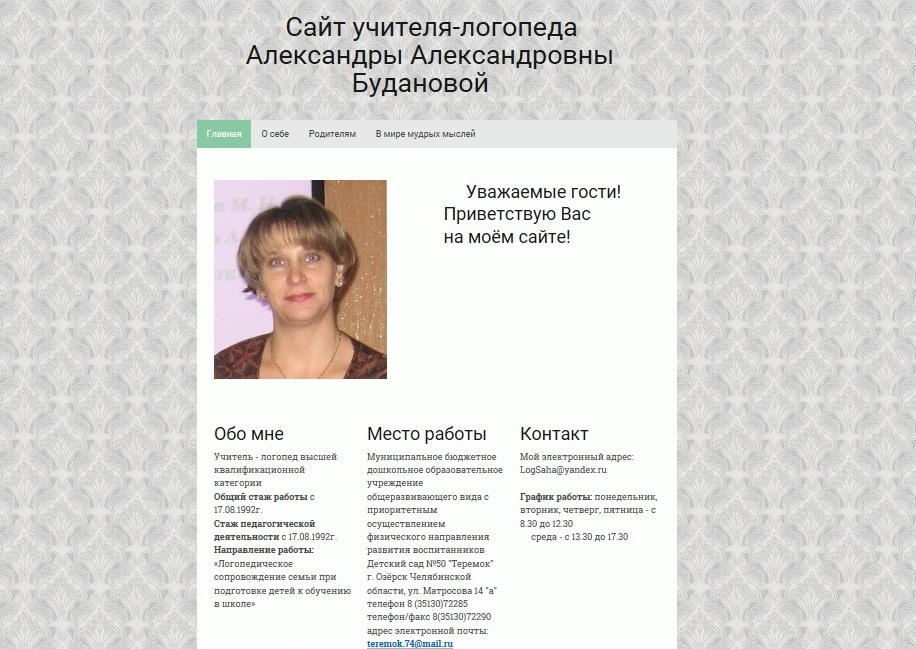 Сайт учителя-логопеда
Александры Александровны
Будановой
Главная О себе Родителям В мире мудрых мыслей
Уважаемые гости!
Приветствую Вас
на моём сайте!
Обо мне
Учитель - логопед высшей
квалификационной
категории
Общий стаж работы с
17.08.1992г.
Стаж педагогической
деятельности с 17.08.1992г.
Направление работы:
«Логопедическое
сопровождение семьи при
подготовке детей к обучению
в школе»
Место работы
Муниципальное бюджетное
дошкольное образовательное
учреждение
общеразвивающего вида с
приоритетным
осуществлением
физического направления
развития воспитанников
Детский сад №50 "Теремок"
г. Озёрск Челябинской
области, ул. Матросова 14 "а"
телефон 8 (35130)72285
телефон/факс 8(35130)72290
адрес электронной почты:
teremok.74@mail.ru
Контакт
Мой электронный адрес:
LogSaha@yandex.ru
График работы: понедельник,
вторник, четверг, пятница - с
8.30 до 12.30
среда - с 13.30 до 17.30